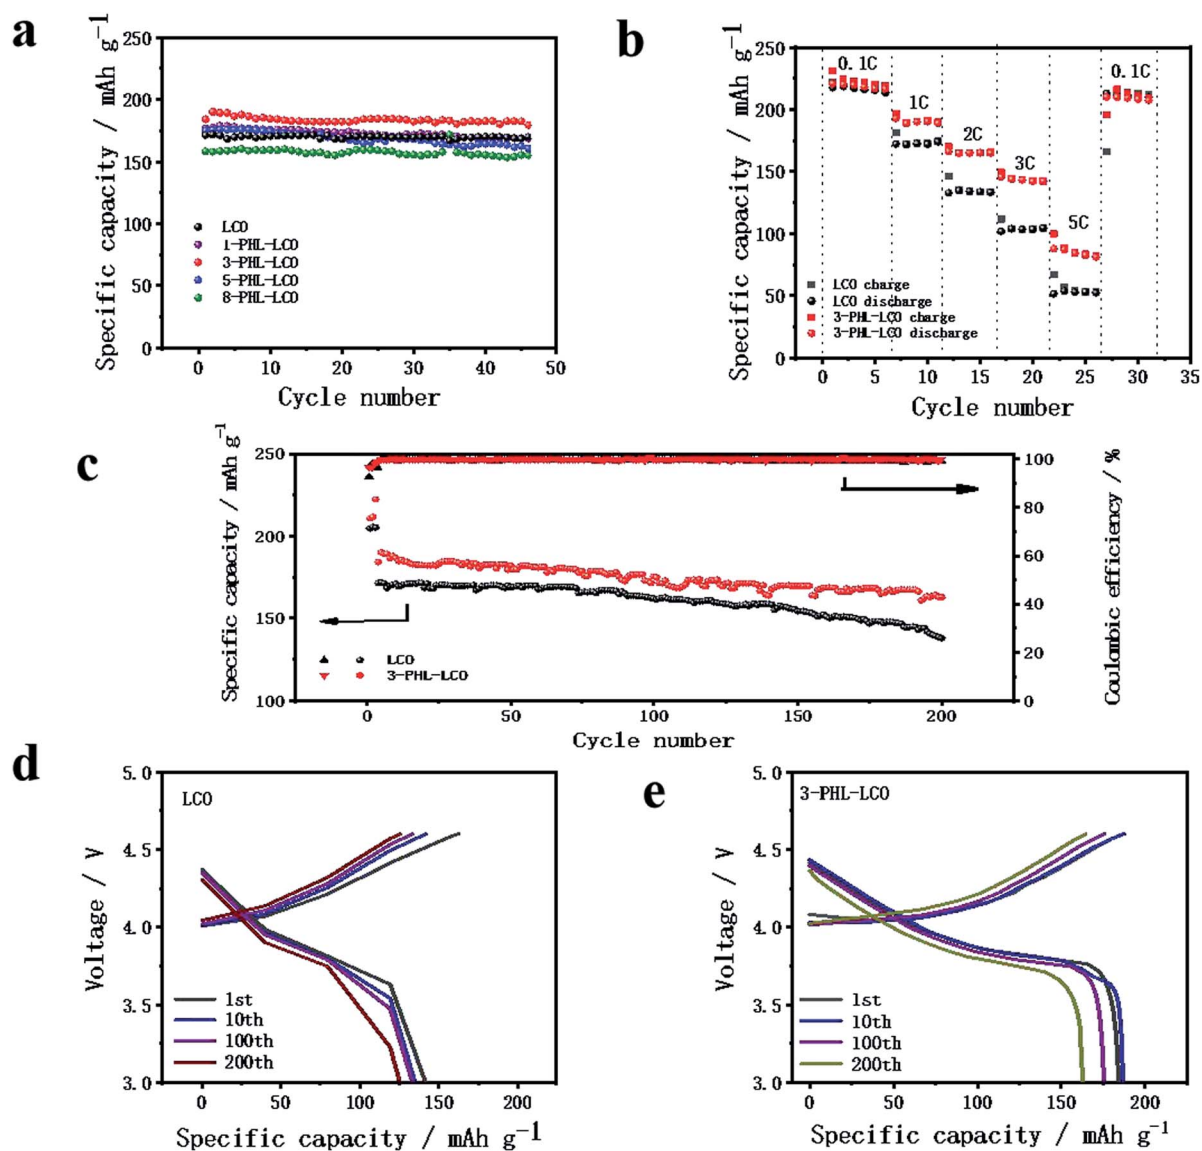 a
Specific capacity / mAh g⁻¹
250
200
150
100
50
0
LCO
1-PHL-LCO
3-PHL-LCO
5-PHL-LCO
8-PHL-LCO
0
10
20
30
40
50
Cycle number
b
Specific capacity / mAh g⁻¹
250
200
150
100
50
0
0.1C
1C
2C
3C
5C
0.1C
LCO charge
LCO discharge
3-PHL-LCO charge
3-PHL-LCO discharge
0
5
10
15
20
25
30
35
Cycle number
c
Specific capacity / mAh g⁻¹
250
200
150
100
LCO
3-PHL-LCO
100
80
60
40
20
0
Coulombic efficiency / %
0
50
100
150
200
Cycle number
d
Voltage / V
5.0
4.5
4.0
3.5
3.0
LCO
1st
10th
100th
200th
0
50
100
150
200
Specific capacity / mAh g⁻¹
e
Voltage / V
5.0
4.5
4.0
3.5
3.0
3-PHL-LCO
1st
10th
100th
200th
0
50
100
150
200
Specific capacity / mAh g⁻¹